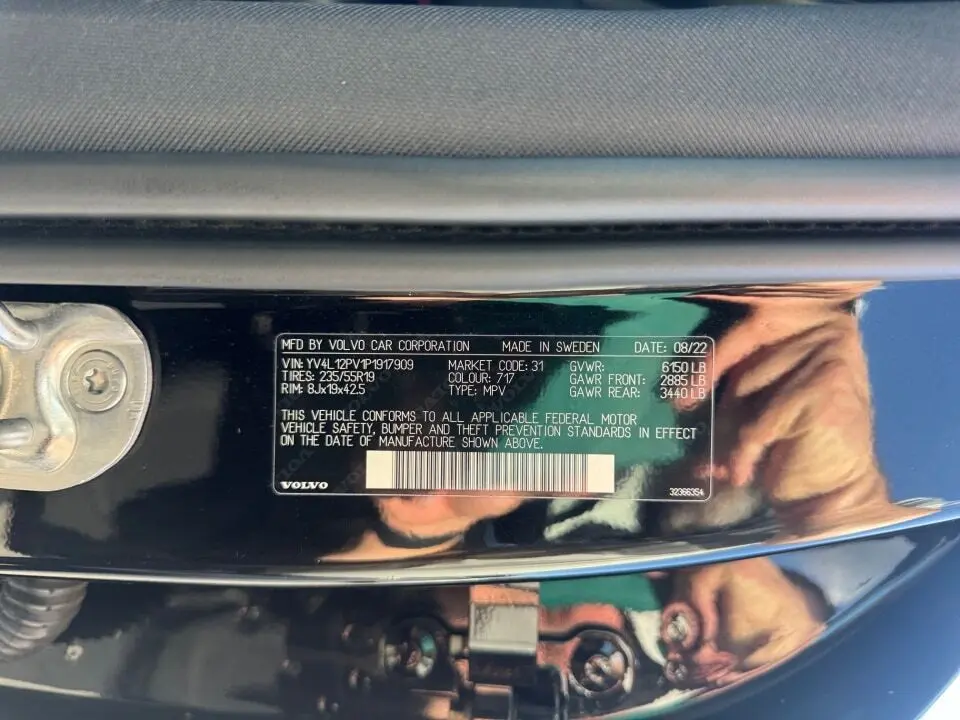 MFD BY VOLVO CAR CORPORATION MADE IN SWEDEN DATE: 08/22
VIN: YV4L12PV1P1917909 MARKET CODE: 31 GVWR: 6150 LB
TIRES: 235/55R19 COLOUR: 717 GAWR FRONT: 2885 LB
RIM: 8Jx19x42.5 TYPE: MPV GAWR REAR: 3440 LB
THIS VEHICLE CONFORMS TO ALL APPLICABLE FEDERAL MOTOR
VEHICLE SAFETY, BUMPER AND THEFT PREVENTION STANDARDS IN EFFECT
ON THE DATE OF MANUFACTURE SHOWN ABOVE.
VOLVO 32366354